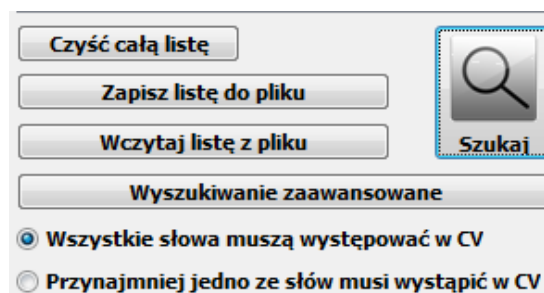 Czyść całą listę
Zapisz listę do pliku
Wczytaj listę z pliku
Szukaj
Wyszukiwanie zaawansowane
Wszystkie słowa muszą występować w CV
Przynajmniej jedno ze słów musi wystąpić w CV